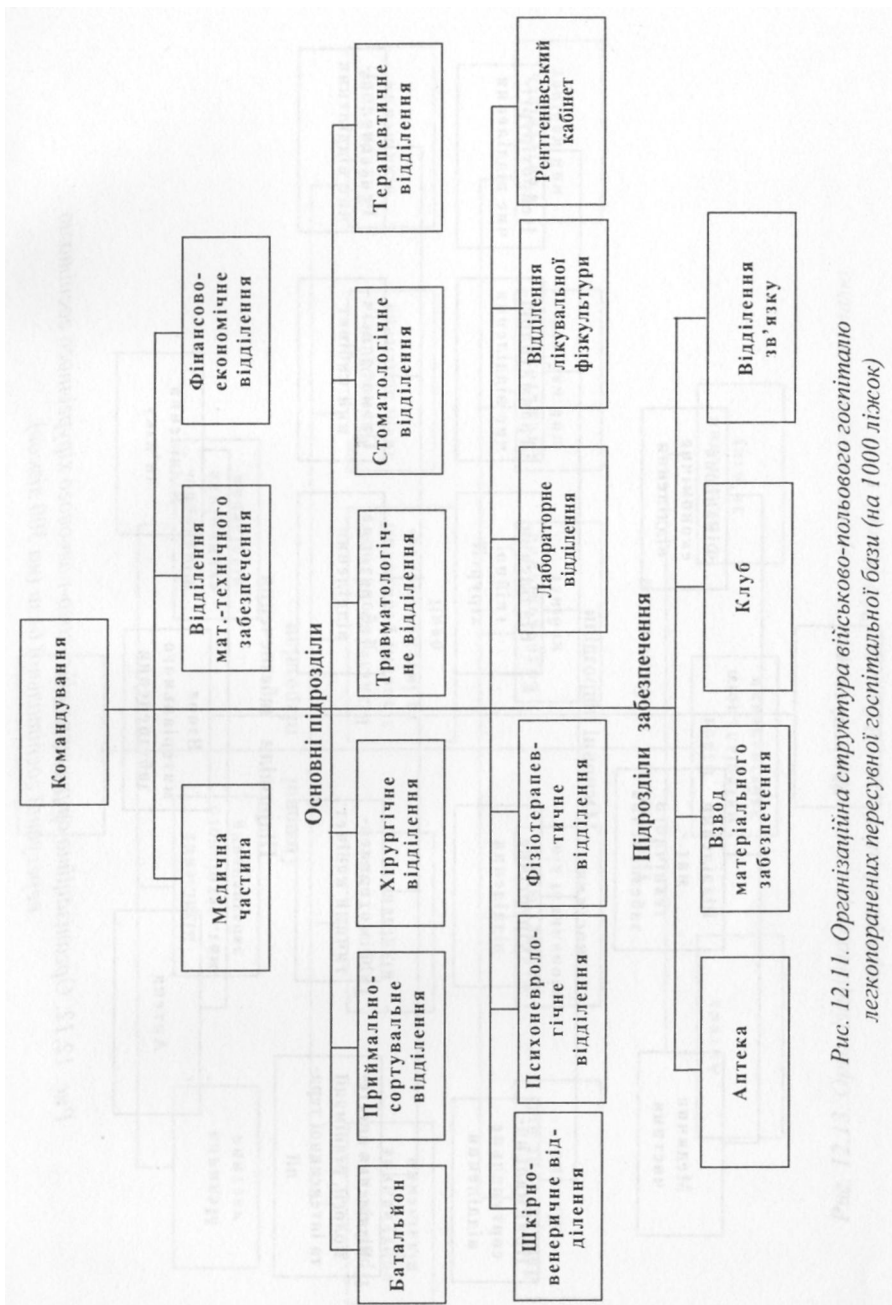 Командування
Медична
частина
Відділення
мат.-технічного
забезпечення
Фінансово-
економічне
відділення
Основні підрозділи
Батальйон
Приймально-
сортувальне
відділення
Хірургічне
відділення
Травматологіч-
не відділення
Стоматологічне
відділення
Терапевтичне
відділення
Шкірно-
венеричне від-
ділення
Психоневроло-
гічне
відділення
Фізіотерапев-
тичне
відділення
Лабораторне
відділення
Відділення
лікувальної
фізкультури
Рентгенівський
кабінет
Підрозділи забезпечення
Аптека
Взвод
матеріального
забезпечення
Клуб
Відділення
зв’язку
Рис. 12.11. Організаційна структура військово-польового госпіталю
легкопоранених пересувної госпітальної бази (на 1000 ліжок)